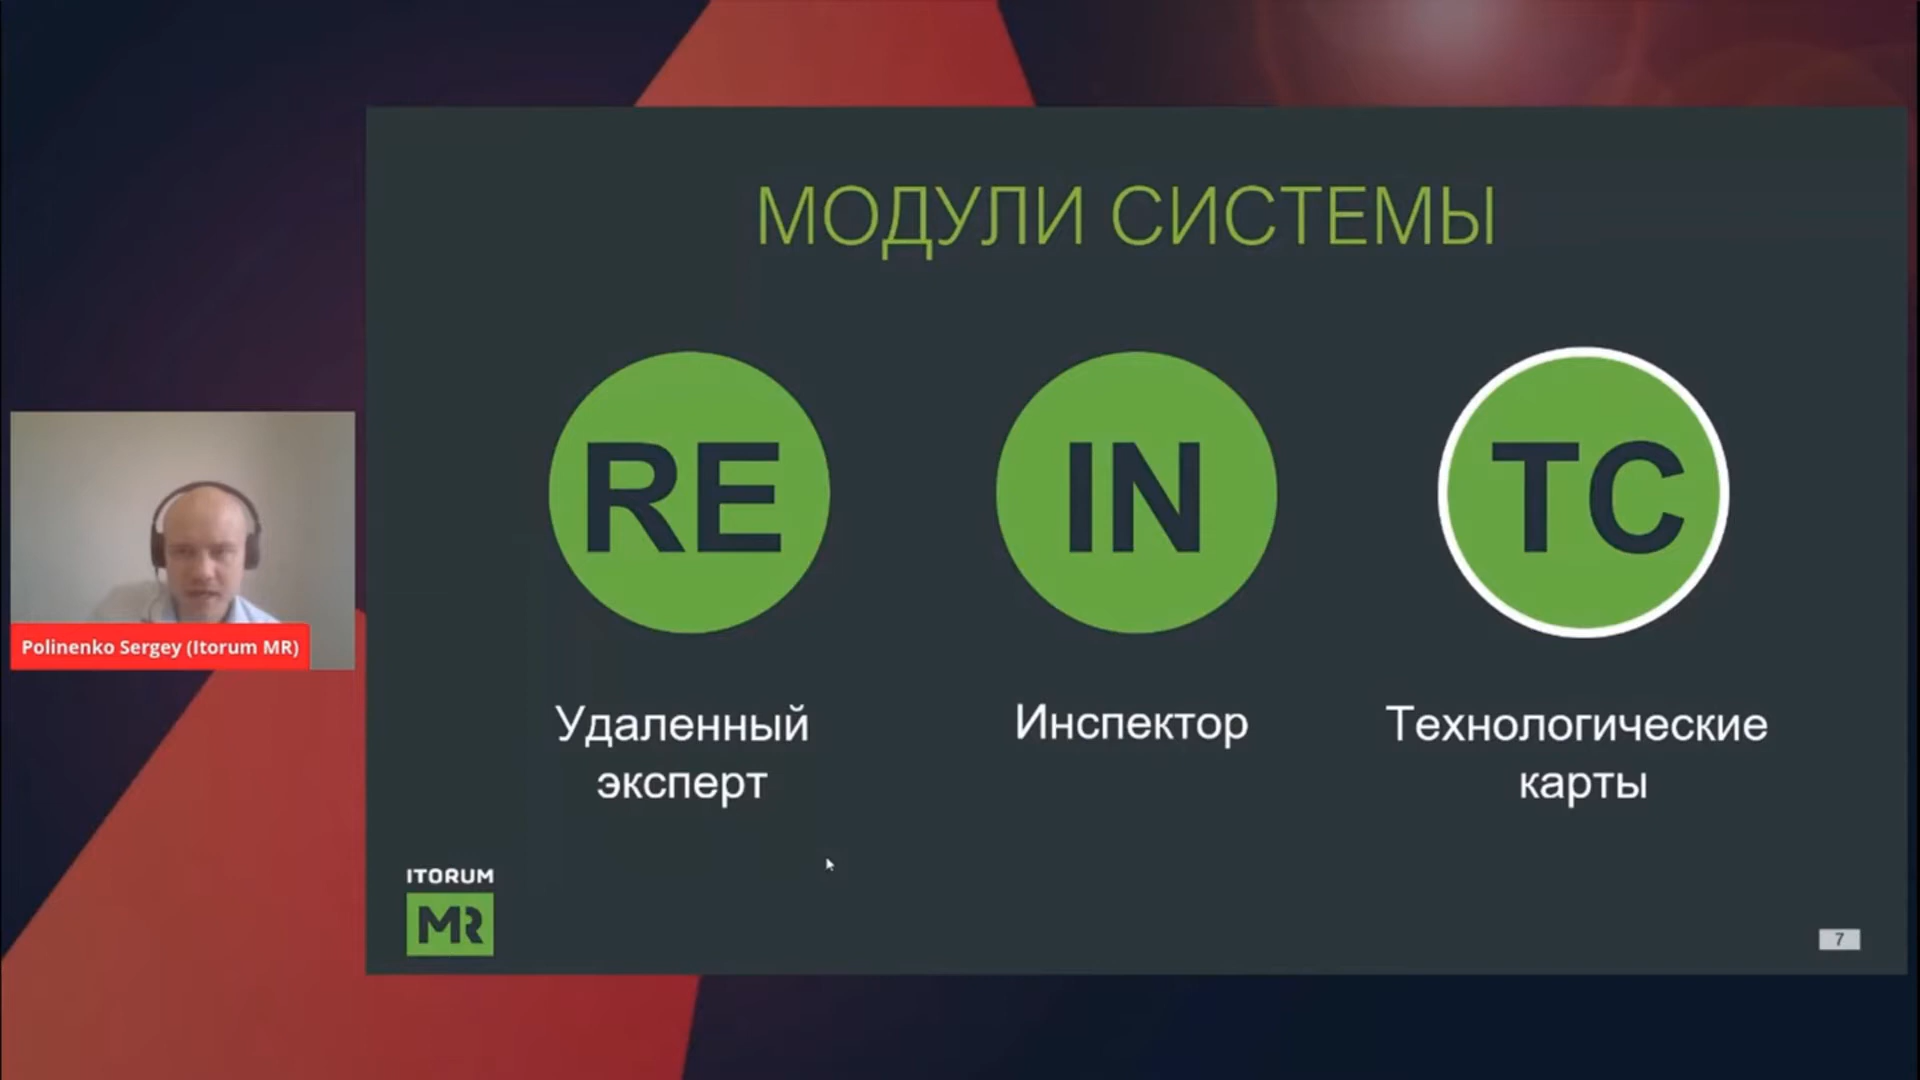 МОДУЛИ СИСТЕМЫ
RE
IN
TC
Удаленный
эксперт
Инспектор
Технологические
карты
Polinenko Sergey (Itorum MR)
ITORUM
MR
7